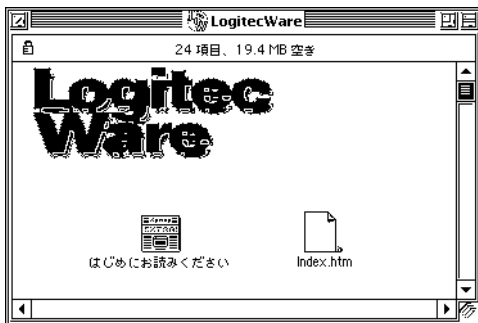 LogitecWare
24 項目、19.4 MB 空き
Logitec
Ware
はじめにお読みください
Index.htm